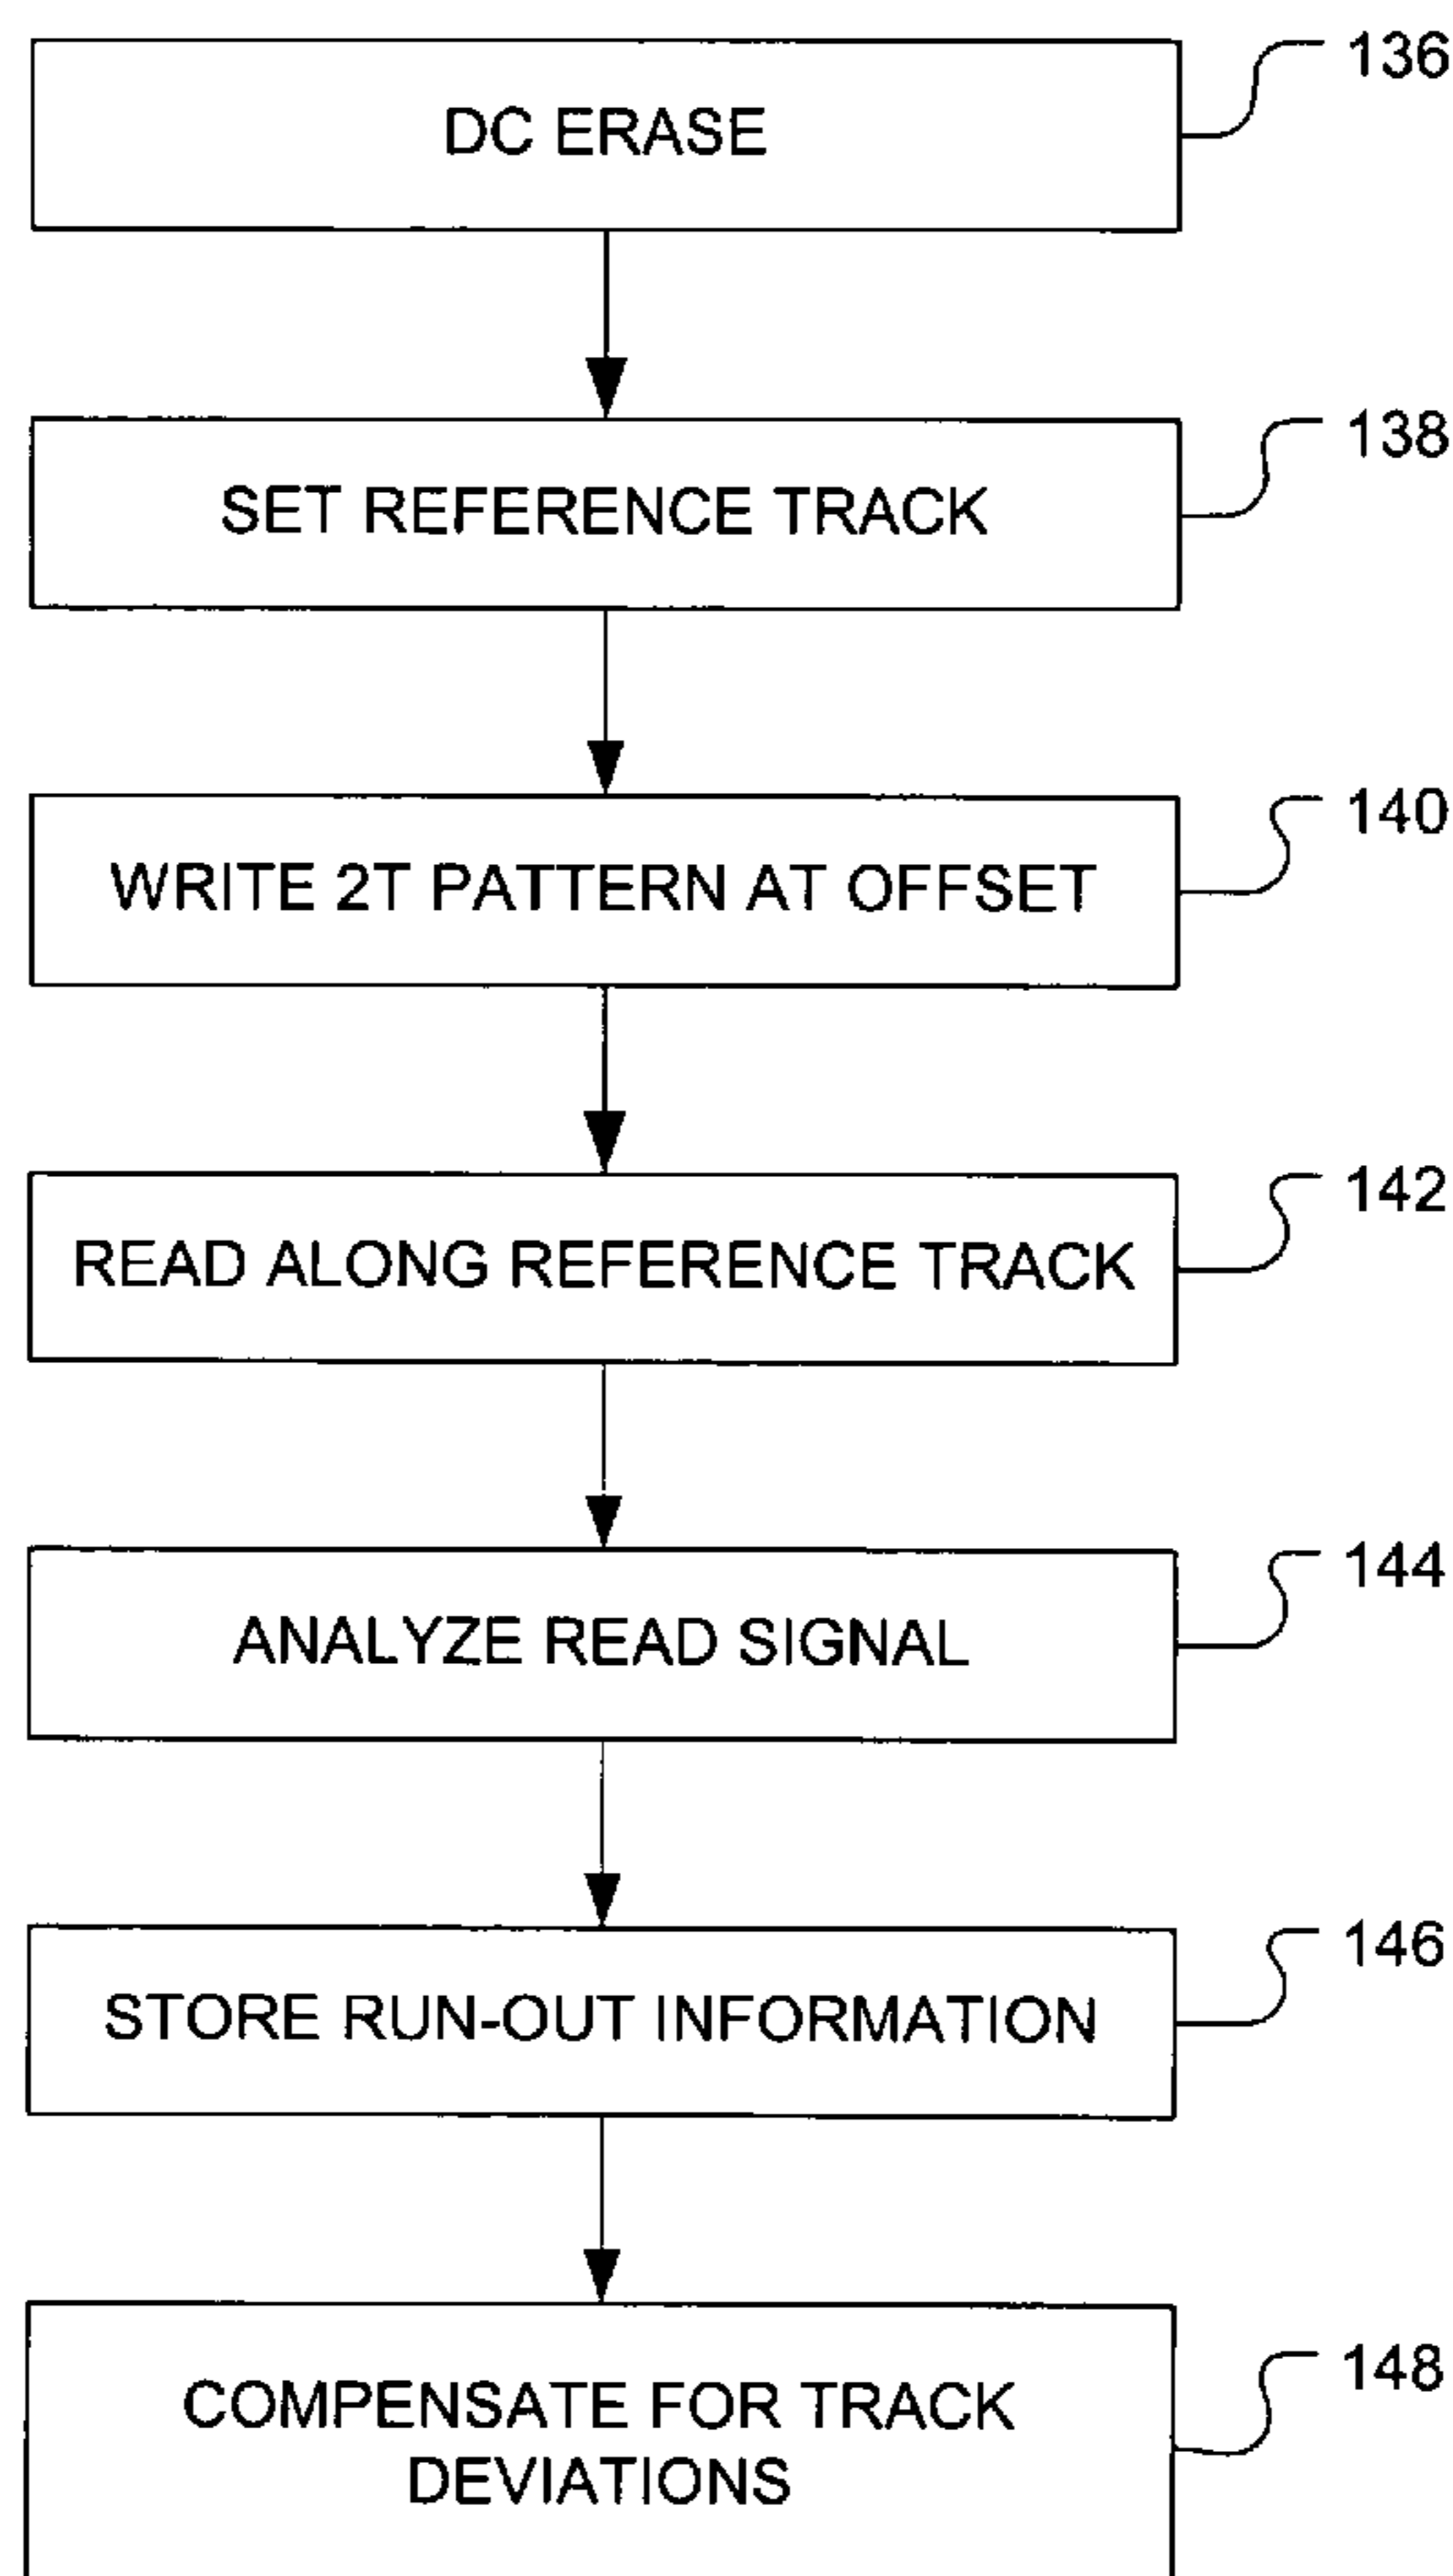 DC ERASE
136
SET REFERENCE TRACK
138
WRITE 2T PATTERN AT OFFSET
140
READ ALONG REFERENCE TRACK
142
ANALYZE READ SIGNAL
144
STORE RUN-OUT INFORMATION
146
COMPENSATE FOR TRACK
DEVIATIONS
148